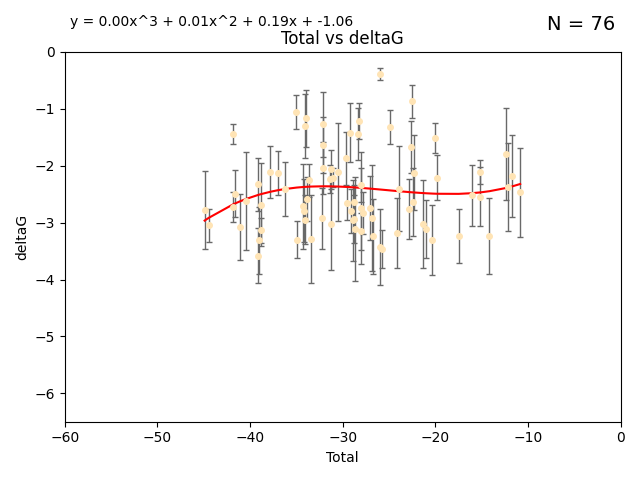 y = 0.00x^3 + 0.01x^2 + 0.19x + -1.06
N = 76
Total vs deltaG
0
−1
−2
−3
−4
−5
−6
deltaG
−60 −50 −40 −30 −20 −10 0
Total